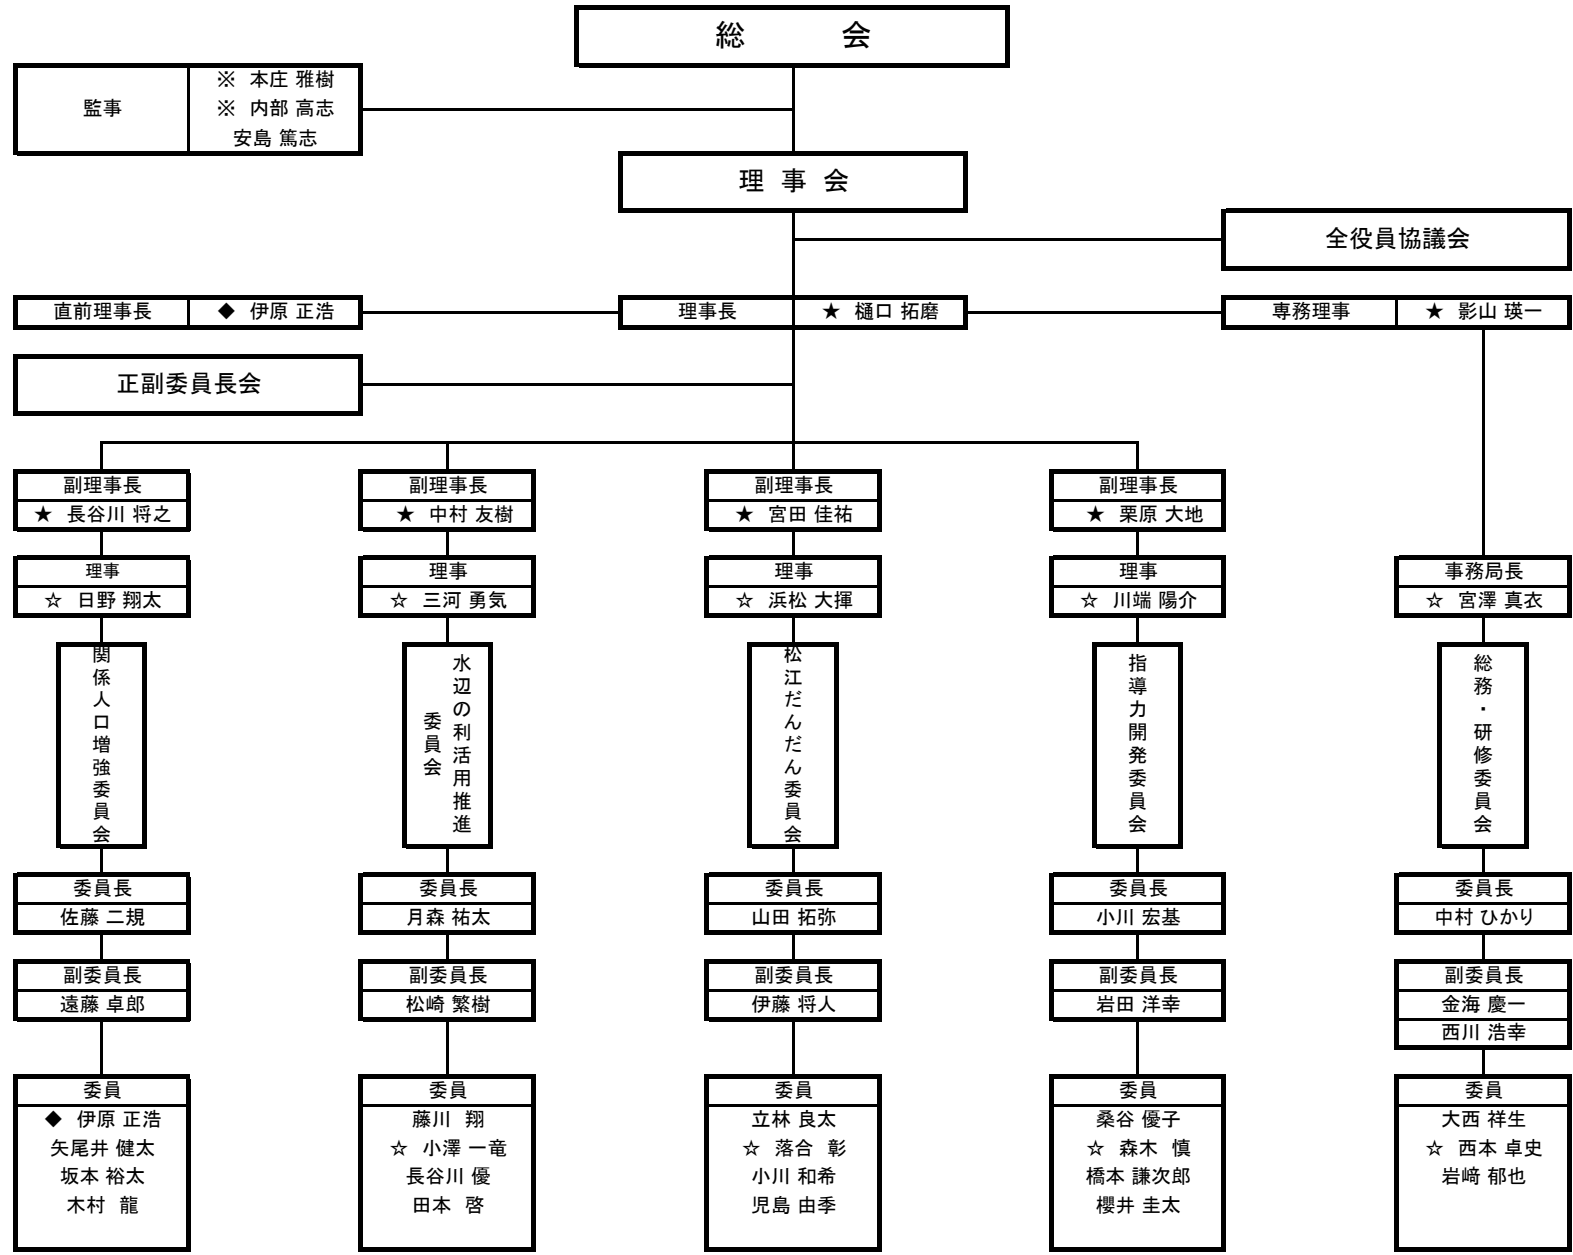 総　会
監事
※ 本庄 雅樹
※ 内部 高志
安島 篤志
理 事 会
全役員協議会
直前理事長
◆ 伊原 正浩
理事長
★ 樋口 拓磨
専務理事
★ 影山 瑛一
正副委員長会
副理事長
★ 長谷川 将之
理事
☆ 日野 翔太
関係人口増強委員会
委員長
佐藤 二規
副委員長
遠藤 卓郎
委員
◆ 伊原 正浩
矢尾井 健太
坂本 裕太
木村 龍
副理事長
★ 中村 友樹
理事
☆ 三河 勇気
水辺の利活用推進
委員会
委員長
月森 祐太
副委員長
松崎 繁樹
委員
藤川 翔
☆ 小澤 一竜
長谷川 優
田本 啓
副理事長
★ 宮田 佳祐
理事
☆ 浜松 大揮
松江だんだん委員会
委員長
山田 拓弥
副委員長
伊藤 将人
委員
立林 良太
☆ 落合 彰
小川 和希
児島 由季
副理事長
★ 栗原 大地
理事
☆ 川端 陽介
指導力開発委員会
委員長
小川 宏基
副委員長
岩田 洋幸
委員
桑谷 優子
☆ 森木 慎
橋本 謙次郎
櫻井 圭太
事務局長
☆ 宮澤 真衣
総務・研修委員会
委員長
中村 ひかり
副委員長
金海 慶一
西川 浩幸
委員
大西 祥生
☆ 西本 卓史
岩﨑 郁也